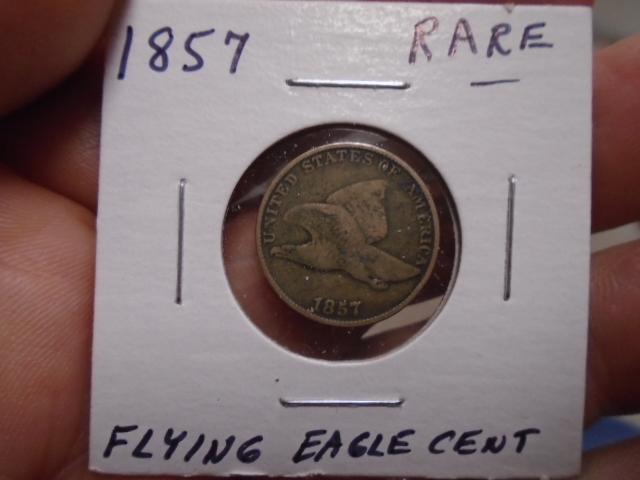 1857 RARE
UNITED STATES OF AMERICA
1857
FLYING EAGLE CENT